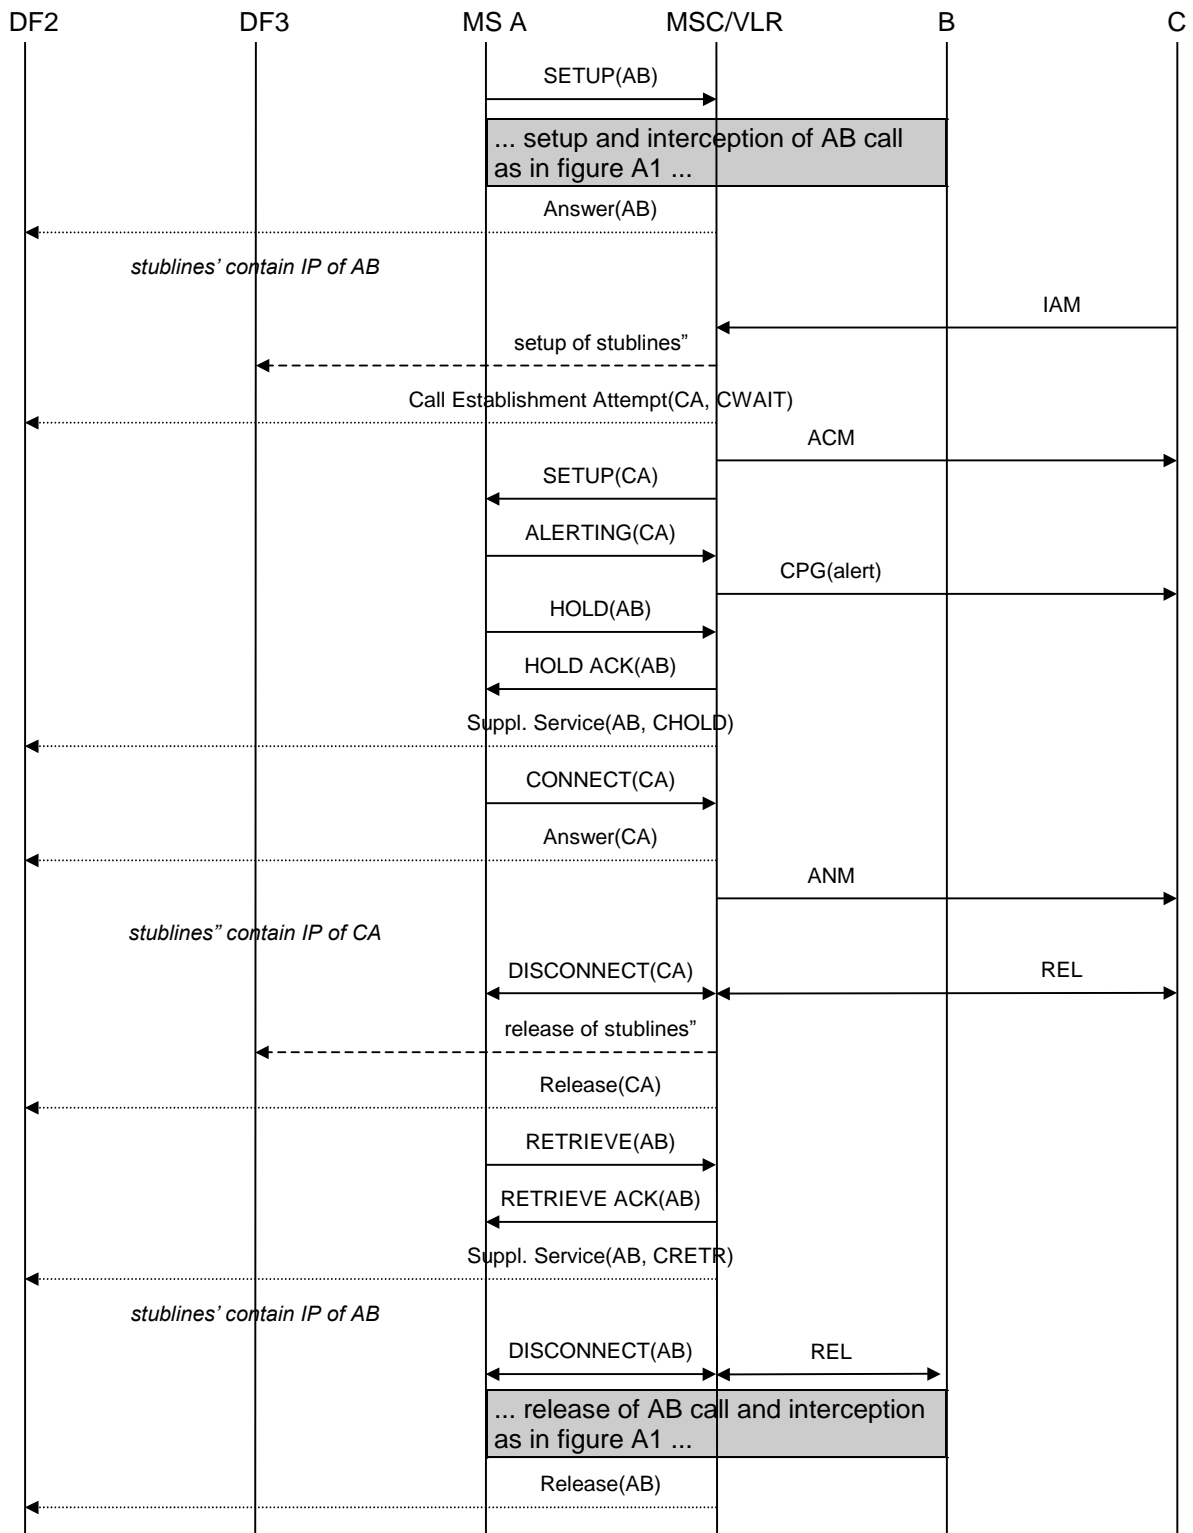 DF2 DF3 MS A MSC/VLR B C
SETUP(AB)
... setup and interception of AB call
as in figure A1 ...
Answer(AB)
stublines’ contain IP of AB
IAM
setup of stublines”
Call Establishment Attempt(CA, CWAIT)
ACM
SETUP(CA)
ALERTING(CA)
CPG(alert)
HOLD(AB)
HOLD ACK(AB)
Suppl. Service(AB, CHOLD)
CONNECT(CA)
Answer(CA)
ANM
stublines” contain IP of CA
DISCONNECT(CA) REL
release of stublines”
Release(CA)
RETRIEVE(AB)
RETRIEVE ACK(AB)
Suppl. Service(AB, CRETR)
stublines’ contain IP of AB
DISCONNECT(AB) REL
... release of AB call and interception
as in figure A1 ...
Release(AB)